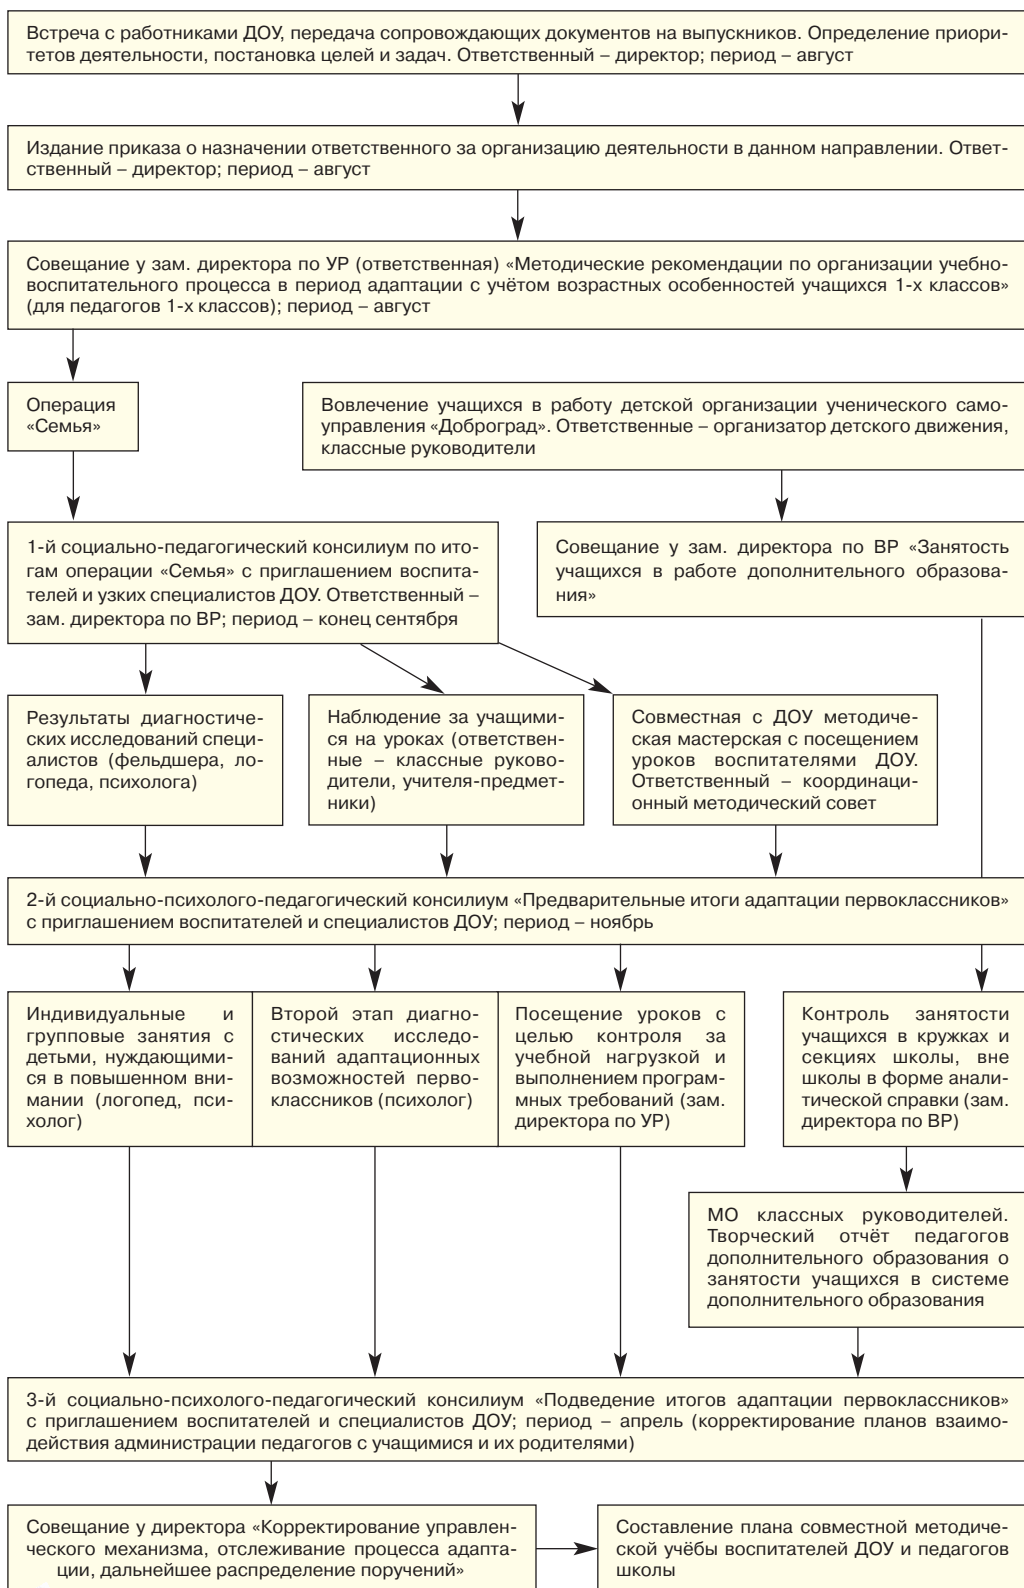 Встреча с работниками ДОУ, передача сопровождающих документов на выпускников. Определение приори-
тетов деятельности, постановка целей и задач. Ответственный – директор; период – август
Издание приказа о назначении ответственного за организацию деятельности в данном направлении. Ответ-
ственный – директор; период – август
Совещание у зам. директора по УР (ответственная) «Методические рекомендации по организации учебно-
воспитательного процесса в период адаптации с учётом возрастных особенностей учащихся 1-х классов»
(для педагогов 1-х классов); период – август
Операция
«Семья»
Вовлечение учащихся в работу детской организации ученического само-
управления «Доброград». Ответственные – организатор детского движения,
классные руководители
1-й социально-педагогический консилиум по ито-
гам операции «Семья» с приглашением воспита-
телей и узких специалистов ДОУ. Ответственный –
зам. директора по ВР; период – конец сентября
Совещание у зам. директора по ВР «Занятость
учащихся в работе дополнительного образова-
ния»
Результаты диагностиче-
ских исследований специ-
алистов (фельдшера, ло-
гопеда, психолога)
Наблюдение за учащими-
ся на уроках (ответствен-
ные – классные руково-
дители, учителя-предмет-
ники)
Совместная с ДОУ методиче-
ская мастерская с посещением
уроков воспитателями ДОУ.
Ответственный – координаци-
онный методический совет
2-й социально-психолого-педагогический консилиум «Предварительные итоги адаптации первоклассников»
с приглашением воспитателей и специалистов ДОУ; период – ноябрь
Индивидуальные и
групповые занятия с
детьми, нуждающими-
ся в повышенном вни-
мании (логопед, пси-
холог)
Второй этап диагно-
стических исследо-
ваний адаптационных
возможностей перво-
классников (психолог)
Посещение уроков с
целью контроля за
учебной нагрузкой и
выполнением програм-
мных требований (зам.
директора по УР)
Контроль занятости
учащихся в кружках и
секциях школы, вне
школы в форме анали-
тической справки (зам.
директора по ВР)
МО классных руководителей.
Творческий отчёт педагогов
дополнительного образования о
занятости учащихся в системе
дополнительного образования
3-й социально-психолого-педагогический консилиум «Подведение итогов адаптации первоклассников»
с приглашением воспитателей и специалистов ДОУ; период – апрель (корректирование планов взаимо-
действия администрации педагогов с учащимися и их родителями)
Совещание у директора «Корректирование управлен-
ческого механизма, отслеживание процесса адапта-
ции, дальнейшее распределение поручений»
Составление плана совместной методиче-
ской учёбы воспитателей ДОУ и педагогов
школы